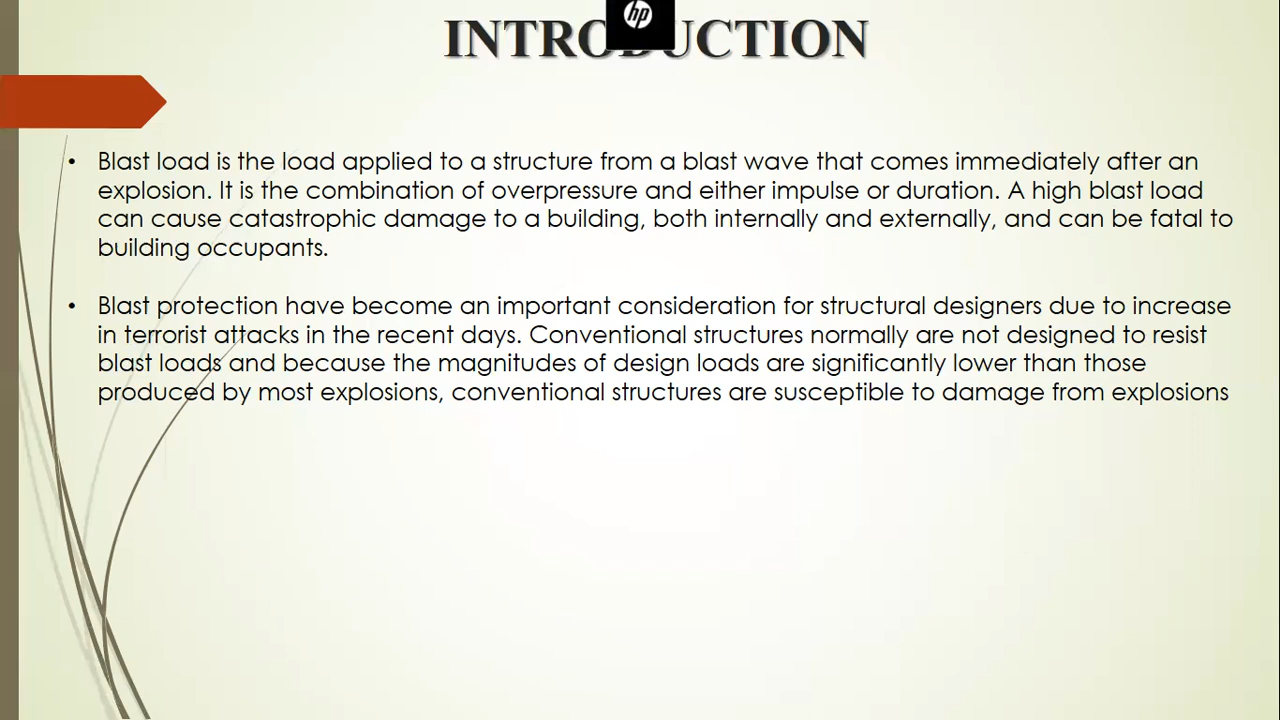 INTRODUCTION
hp
• Blast load is the load applied to a structure from a blast wave that comes immediately after an
explosion. It is the combination of overpressure and either impulse or duration. A high blast load
can cause catastrophic damage to a building, both internally and externally, and can be fatal to
building occupants.
• Blast protection have become an important consideration for structural designers due to increase
in terrorist attacks in the recent days. Conventional structures normally are not designed to resist
blast loads and because the magnitudes of design loads are significantly lower than those
produced by most explosions, conventional structures are susceptible to damage from explosions